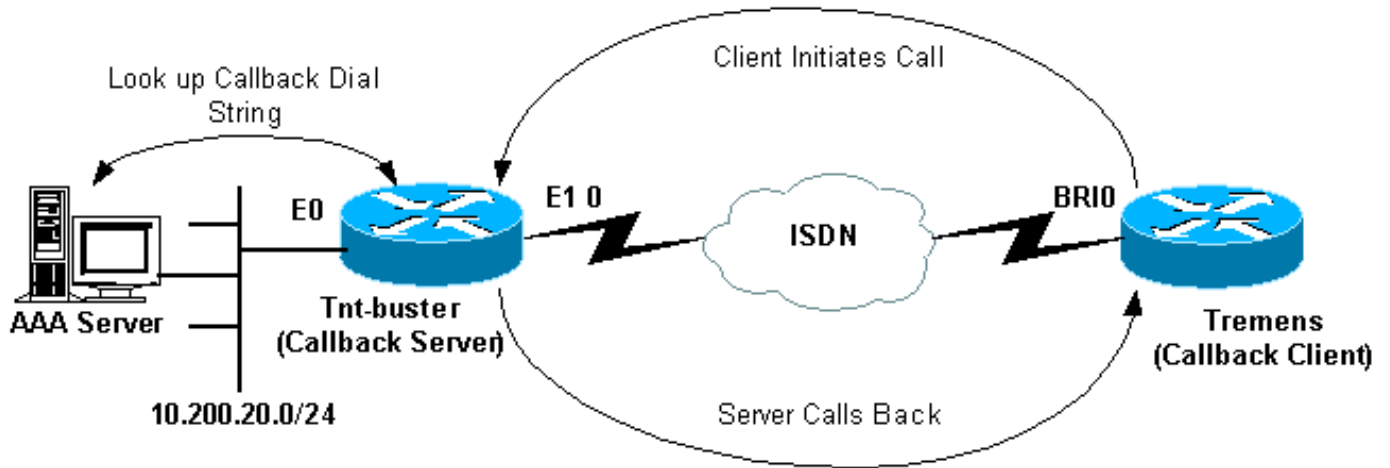 Client Initiates Call
Look up Callback Dial
String
E0
E1 0
BRI0
ISDN
AAA Server
Tnt-buster
(Callback Server)
Tremens
(Callback Client)
10.200.20.0/24
Server Calls Back